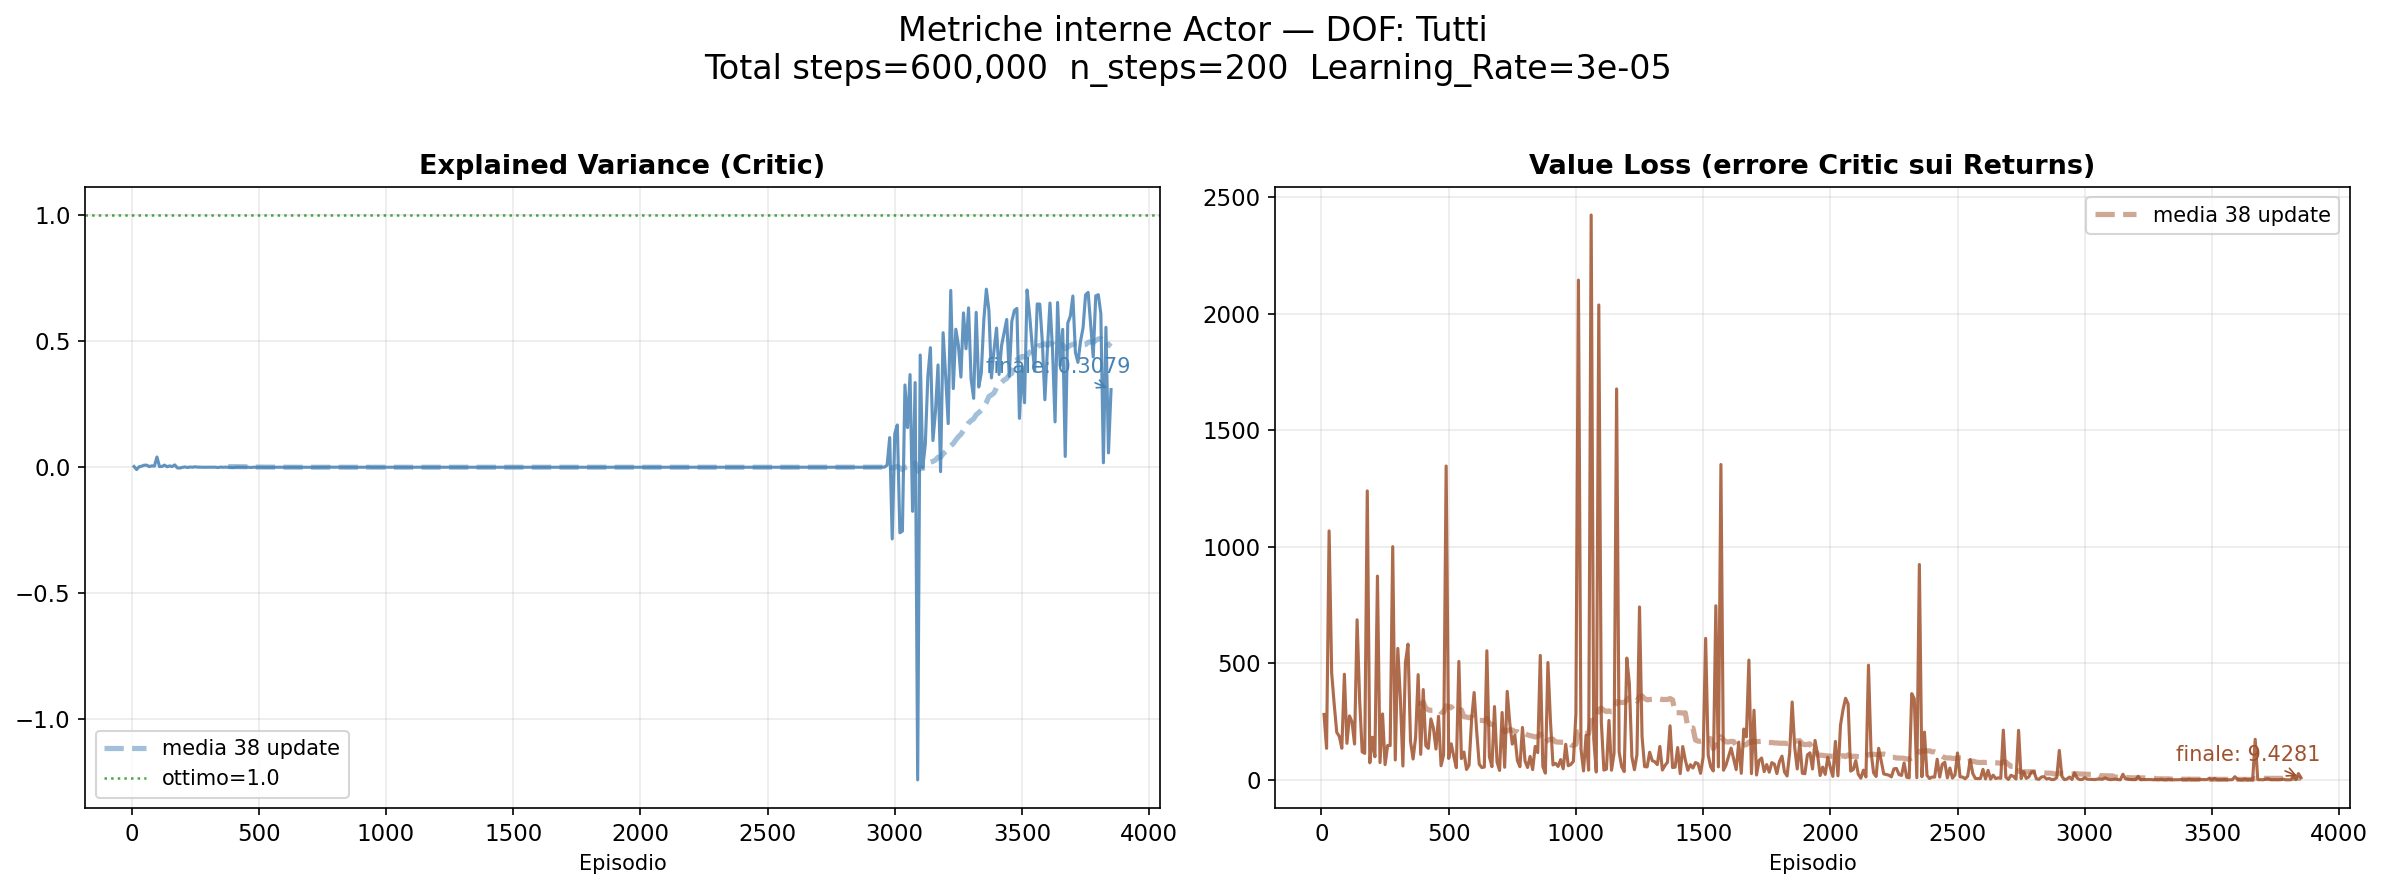 Metriche interne Actor — DOF: Tutti
Total steps=600,000  n_steps=200  Learning_Rate=3e-05
Explained Variance (Critic)
1.0
0.5
0.0
−0.5
−1.0
finale: 0.3079
media 38 update
ottimo=1.0
0 500 1000 1500 2000 2500 3000 3500 4000
Episodio
Value Loss (errore Critic sui Returns)
2500
2000
1500
1000
500
0
media 38 update
finale: 9.4281
0 500 1000 1500 2000 2500 3000 3500 4000
Episodio